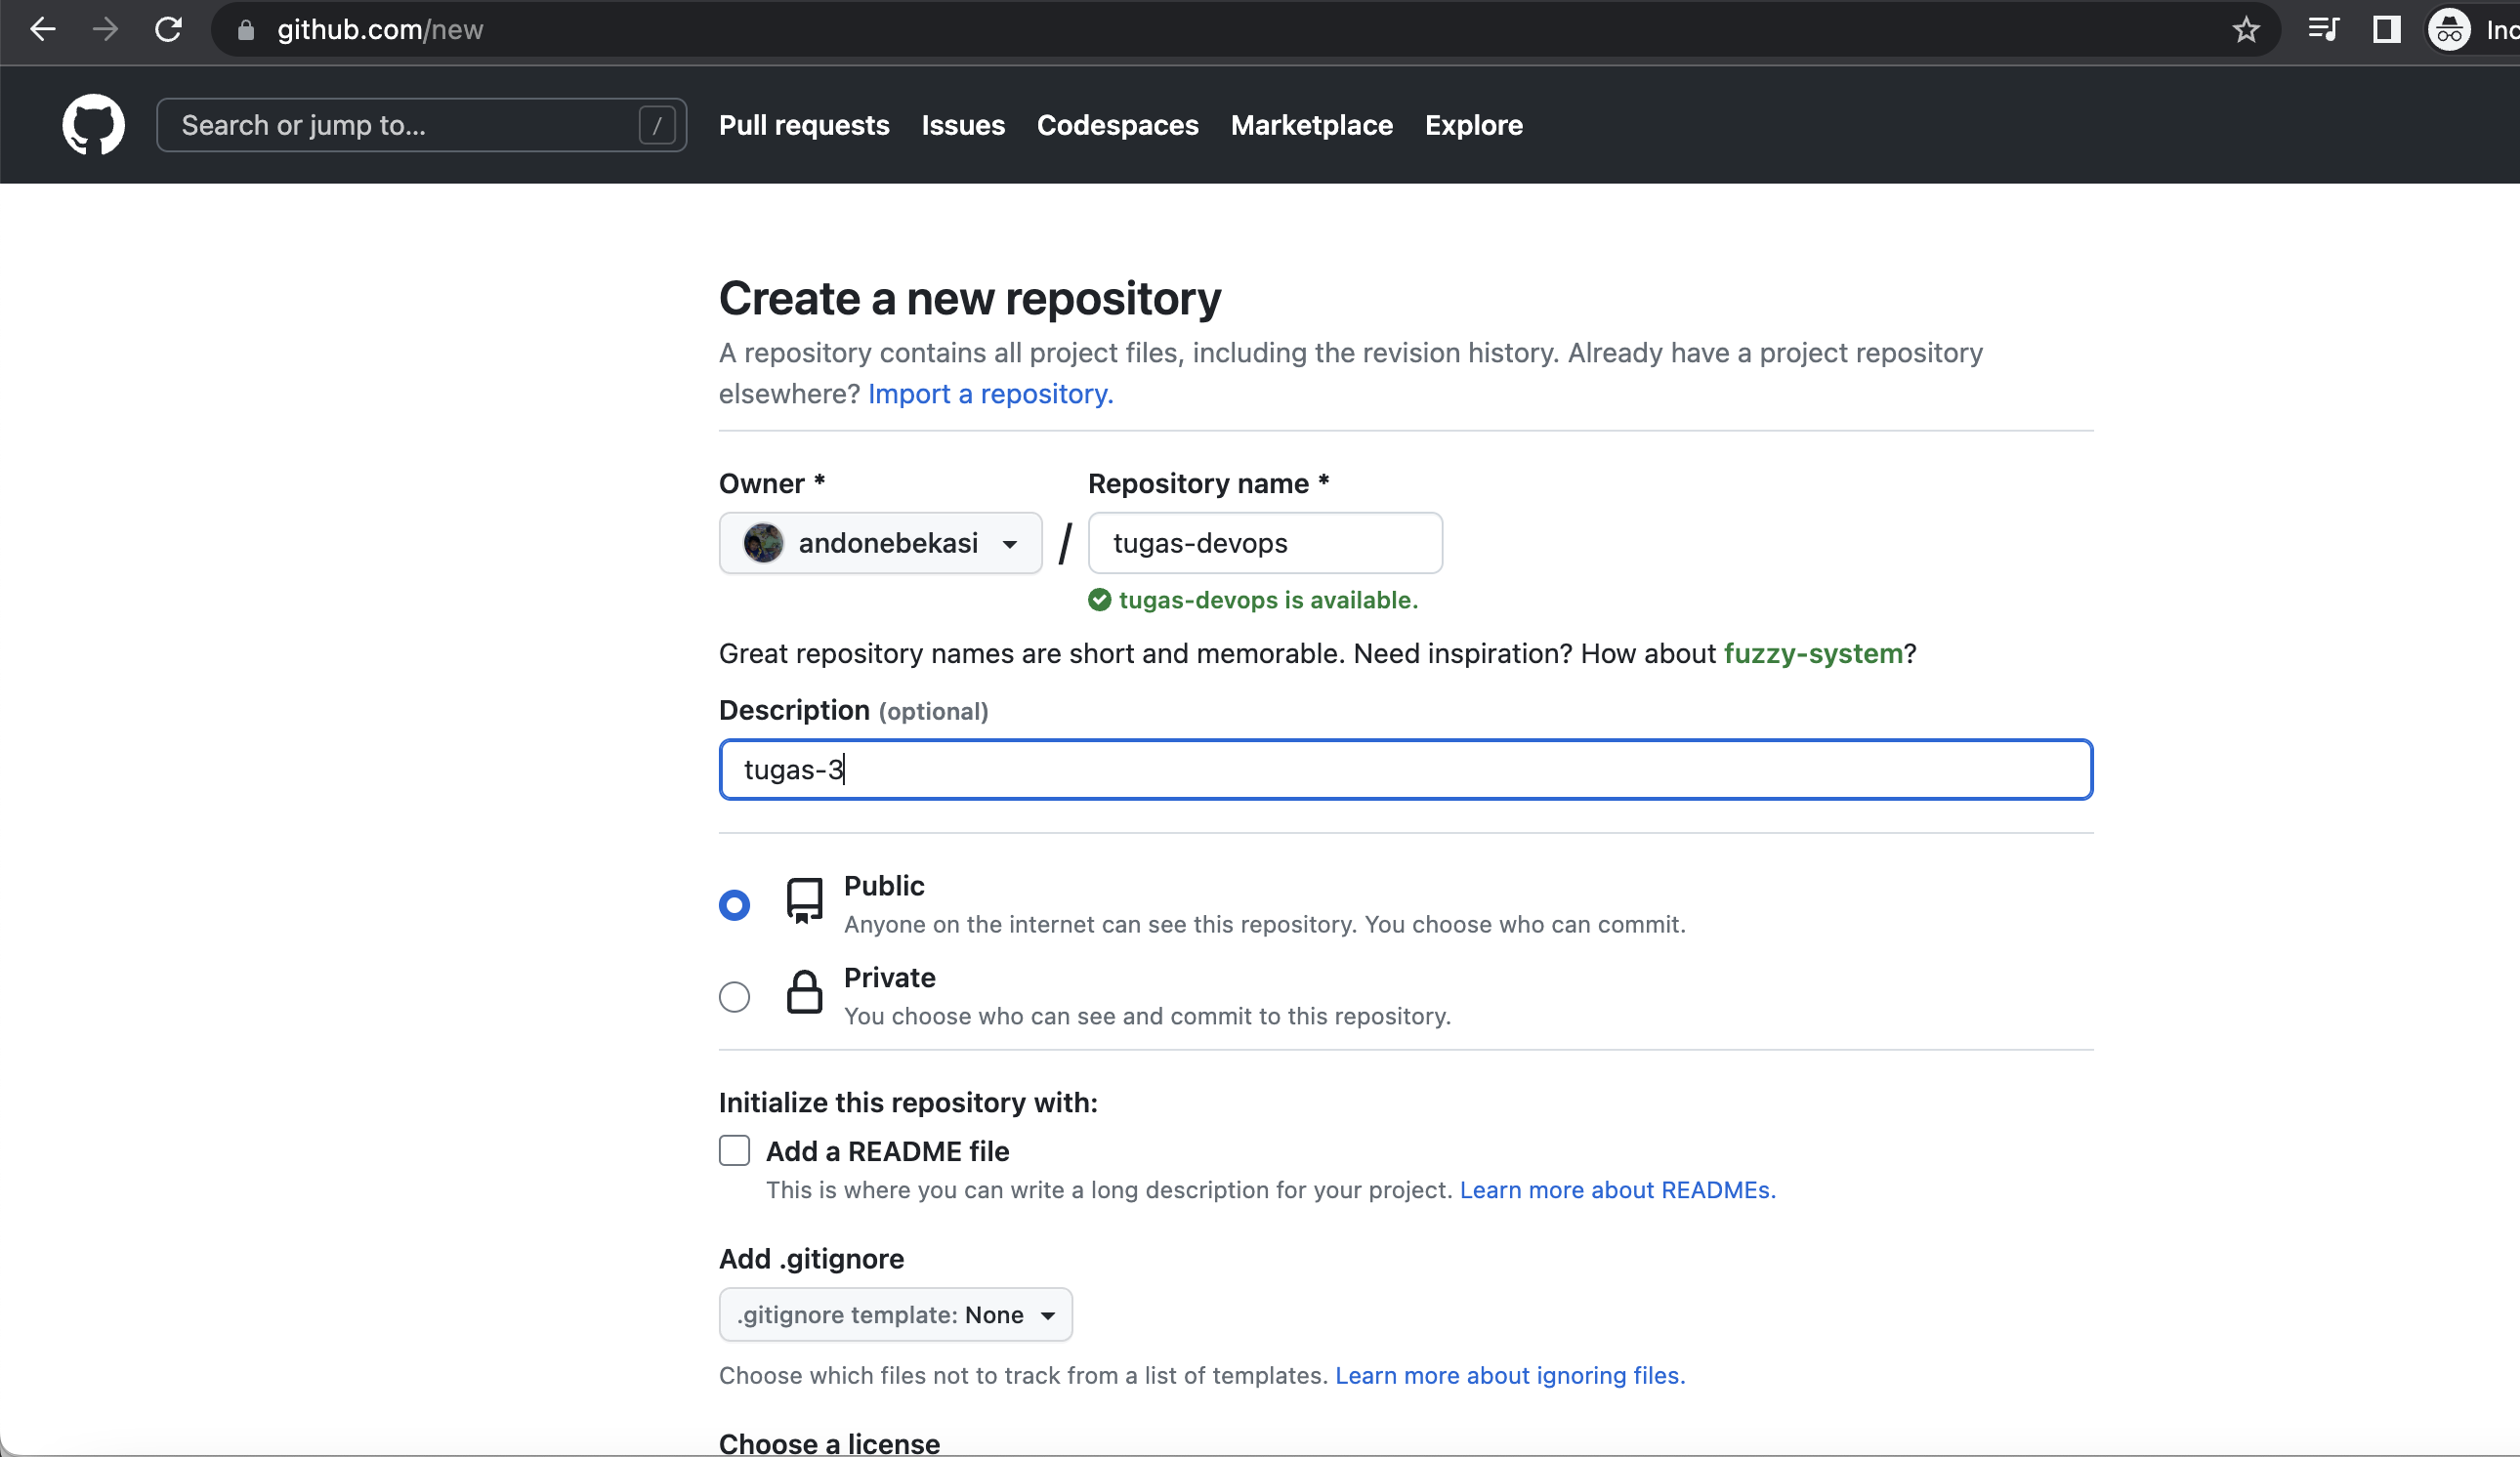 github.com/new
Inc
Search or jump to... /
Pull requests Issues Codespaces Marketplace Explore
Create a new repository
A repository contains all project files, including the revision history. Already have a project repository
elsewhere? Import a repository.
Owner * Repository name *
andonebekasi / tugas-devops
tugas-devops is available.
Great repository names are short and memorable. Need inspiration? How about fuzzy-system?
Description (optional)
tugas-3
Public
Anyone on the internet can see this repository. You choose who can commit.
Private
You choose who can see and commit to this repository.
Initialize this repository with:
Add a README file
This is where you can write a long description for your project. Learn more about READMEs.
Add .gitignore
.gitignore template: None
Choose which files not to track from a list of templates. Learn more about ignoring files.
Choose a license